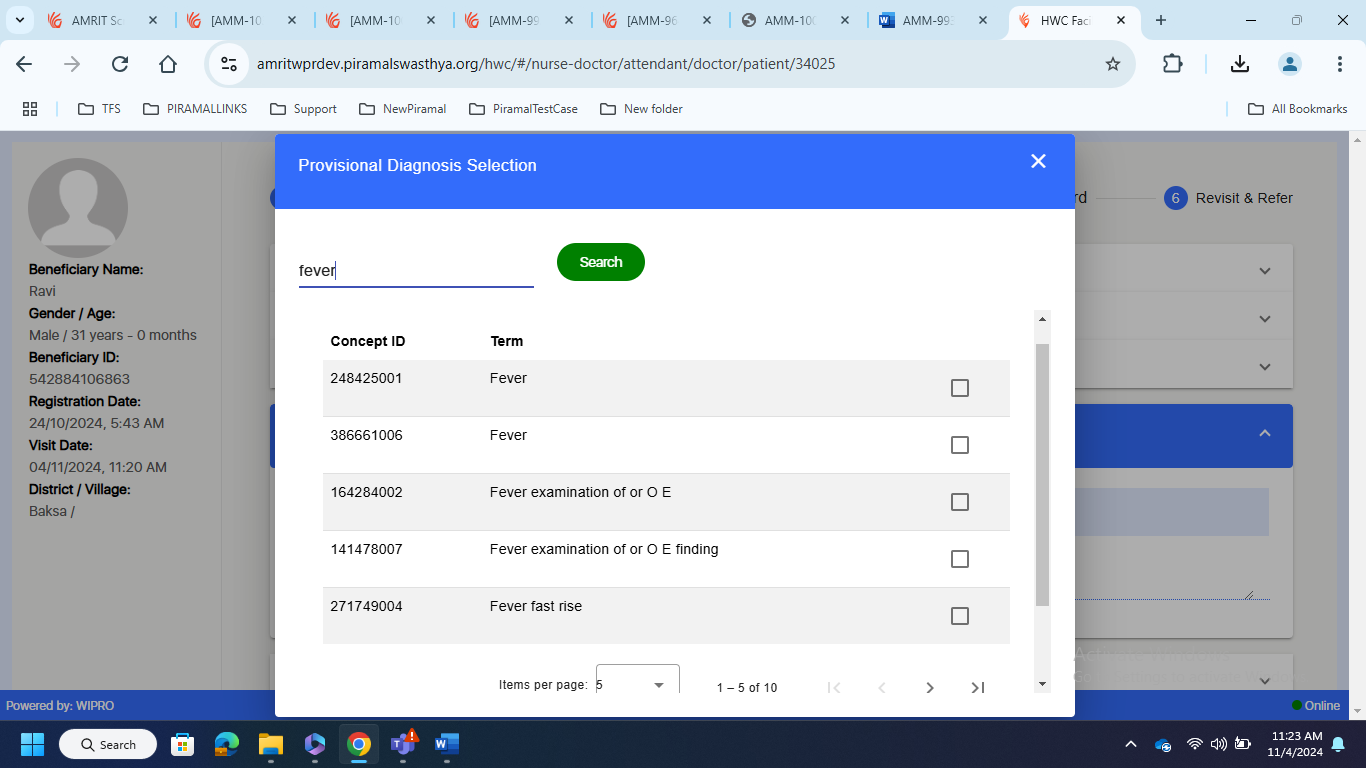 ARMIT Sc
[AMM-10
[AMM-10
[AMM-99
[AMM-96
AMM-100
AMM-993
HWC Faci
amritwprdev.piramalswasthya.org/hwc/#/nurse-doctor/attendant/doctor/patient/34025
TFS
PIRAMALLINKS
Support
NewPiramal
PiramalTestCase
New folder
All Bookmarks
Beneficiary Name:
Ravi
Gender / Age:
Male / 31 years - 0 months
Beneficiary ID:
542884106863
Registration Date:
24/10/2024, 5:43 AM
Visit Date:
04/11/2024, 11:20 AM
District / Village:
Baksa /
Provisional Diagnosis Selection
rd
6 Revisit & Refer
fever
Search
Concept ID Term
248425001 Fever
386661006 Fever
164284002 Fever examination of or O E
141478007 Fever examination of or O E finding
271749004 Fever fast rise
Items per page: 5
1 – 5 of 10
Powered by: WIPRO
Online
Search
11:23 AM
11/4/2024